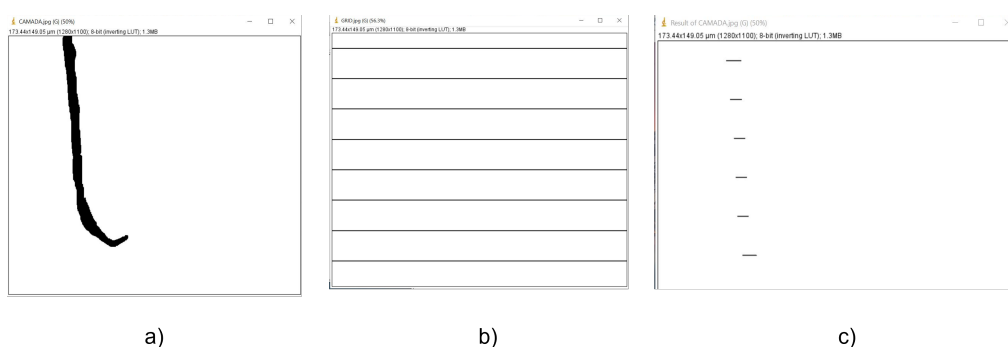 CAMADA.jpg (G) (50%)
173.44x149.05 µm (1280x1100); 8-bit (inverting LUT); 1.3MB
GRID.jpg (G) (56.3%)
173.44x149.05 µm (1280x1100); 8-bit (inverting LUT); 1.3MB
Result of CAMADA.jpg (G) (50%)
173.44x149.05 µm (1280x1100); 8-bit (inverting LUT); 1.3MB
a)
b)
c)